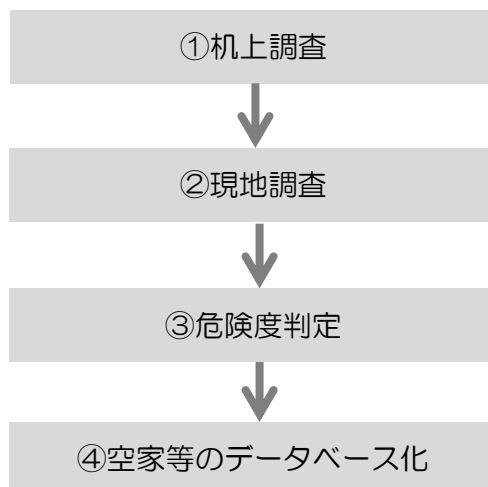 ①机上調査
②現地調査
③危険度判定
④空家等のデータベース化